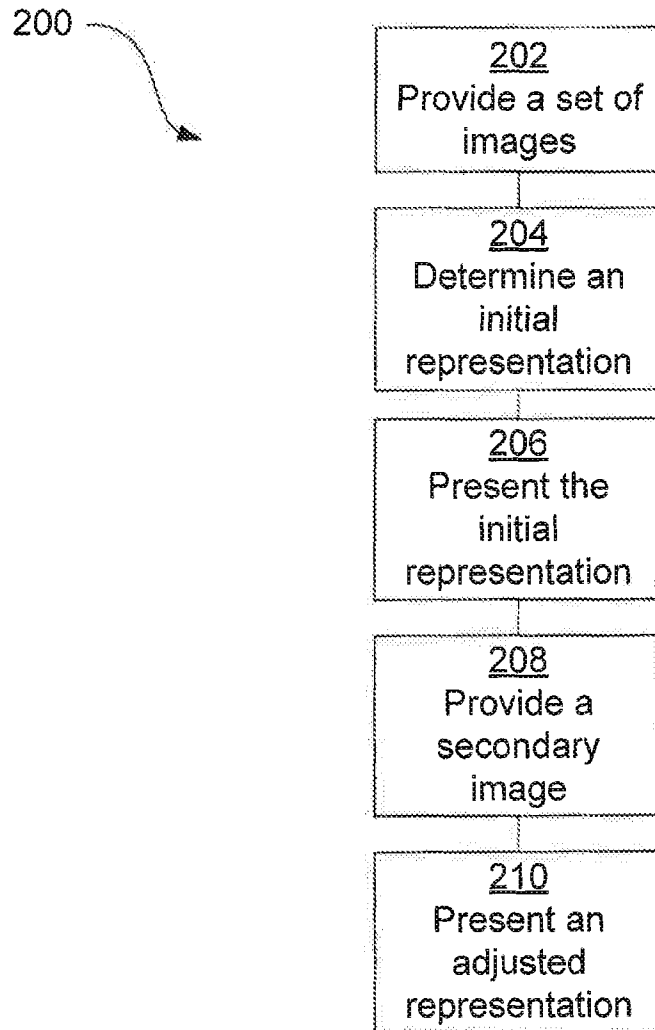 200
202
Provide a set of
images
204
Determine an
initial
representation
206
Present the
initial
representation
208
Provide a
secondary
image
210
Present an
adjusted
representation